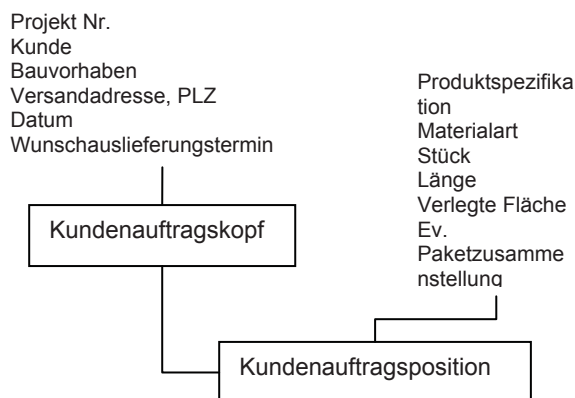 Projekt Nr.
Kunde
Bauvorhaben
Versandadresse, PLZ
Datum
Wunschauslieferungstermin
Produktspezifika
tion
Materialart
Stück
Länge
Verlegte Fläche
Ev.
Paketzusamme
nstellung
Kundenauftragskopf
Kundenauftragsposition